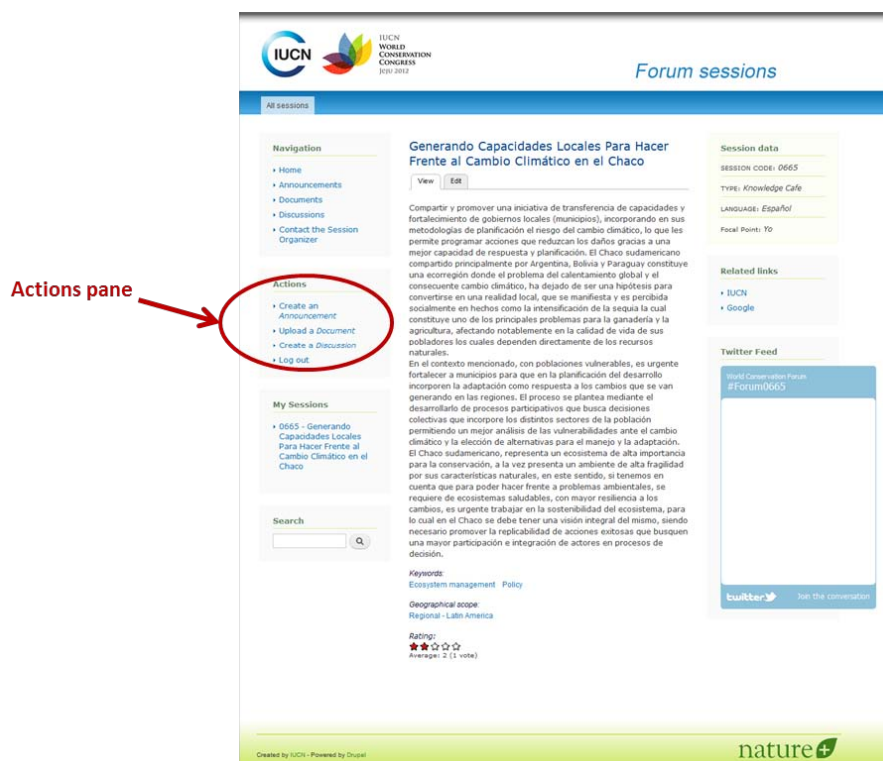 IUCN
IUCN
WORLD
CONSERVATION
CONGRESS
Jeju 2012
Forum sessions
All sessions
Actions pane
Navigation
Home
Announcements
Documents
Discussions
Contact the Session
Organizer
Actions
Create an
Announcement
Upload a Document
Create a Discussion
Log out
My Sessions
0665 - Generando
Capacidades Locales
Para Hacer Frente al
Cambio Climático en el
Chaco
Search
Generando Capacidades Locales Para Hacer
Frente al Cambio Climático en el Chaco
View Edit
Compartir y promover una iniciativa de transferencia de capacidades y
fortalecimiento de gobiernos locales (municipios), incorporando en sus
metodologías de planificación el riesgo del cambio climático, lo que les
permite programar acciones que reduzcan los daños gracias a una
mejor capacidad de respuesta y planificación. El Chaco sudamericano
compartido principalmente por Argentina, Bolivia y Paraguay constituye
una ecorregión donde el problema del calentamiento global y el
consecuente cambio climático, ha dejado de ser una hipótesis para
convertirse en una realidad local, que se manifiesta y es percibida
socialmente en hechos como la intensificación de la sequia la cual
constituye uno de los principales problemas para la ganadería y la
agricultura, afectando notablemente en la calidad de vida de sus
pobladores los cuales dependen directamente de los recursos
naturales.
En el contexto mencionado, con poblaciones vulnerables, es urgente
fortalecer a municipios para que en la planificación del desarrollo
incorporen la adaptación como respuesta a los cambios que se van
generando en las regiones. El proceso se plantea mediante el
desarrollarlo de procesos participativos que busca decisiones
colectivas que incorpore los distintos sectores de la población
permitiendo un mejor análisis de las vulnerabilidades ante el cambio
climático y la elección de alternativas para el manejo y la adaptación.
El Chaco sudamericano, representa un ecosistema de alta importancia
para la conservación, a la vez presenta un ambiente de alta fragilidad
por sus características naturales, en este sentido, si tenemos en
cuenta que para poder hacer frente a problemas ambientales, se
requiere de ecosistemas saludables, con mayor resiliencia a los
cambios, es urgente trabajar en la sostenibilidad del ecosistema, para
lo cual en el Chaco se debe tener una visión integral del mismo, siendo
necesario promover la replicabilidad de acciones exitosas que busquen
una mayor participación e integración de actores en procesos de
decisión.
Keywords:
Ecosystem management Policy
Geographical scope:
Regional - Latin America
Rating:
Average: 2 (1 vote)
Session data
SESSION CODE: 0665
TYPE: Knowledge Cafe
LANGUAGE: Español
Focal Point: Yo
Related links
IUCN
Google
Twitter Feed
World Conservation Forum
#Forum0665
twitter Join the conversation
Created by IUCN - Powered by Drupal
nature+